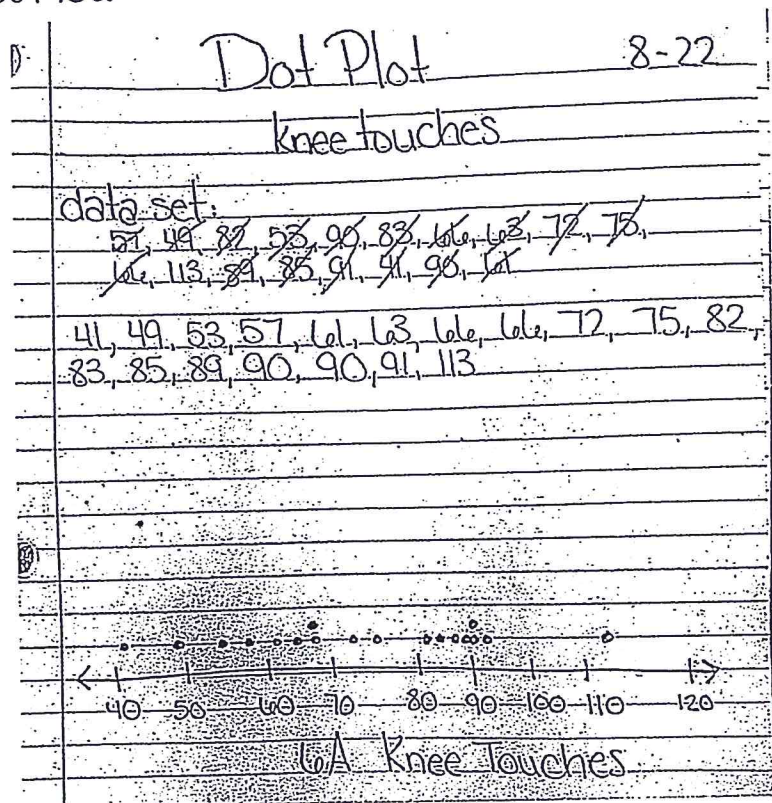 Dot Plot 8-22
knee touches
data set:
57, 49, 82, 53, 90, 83, 66, 63, 72, 75,
66, 113, 89, 85, 91, 41, 90, 61
41, 49, 53, 57, 61, 63, 66, 66, 72, 75, 82,
83, 85, 89, 90, 90, 91, 113
40 50 60 70 80 90 100 110 120
6A Knee Touches